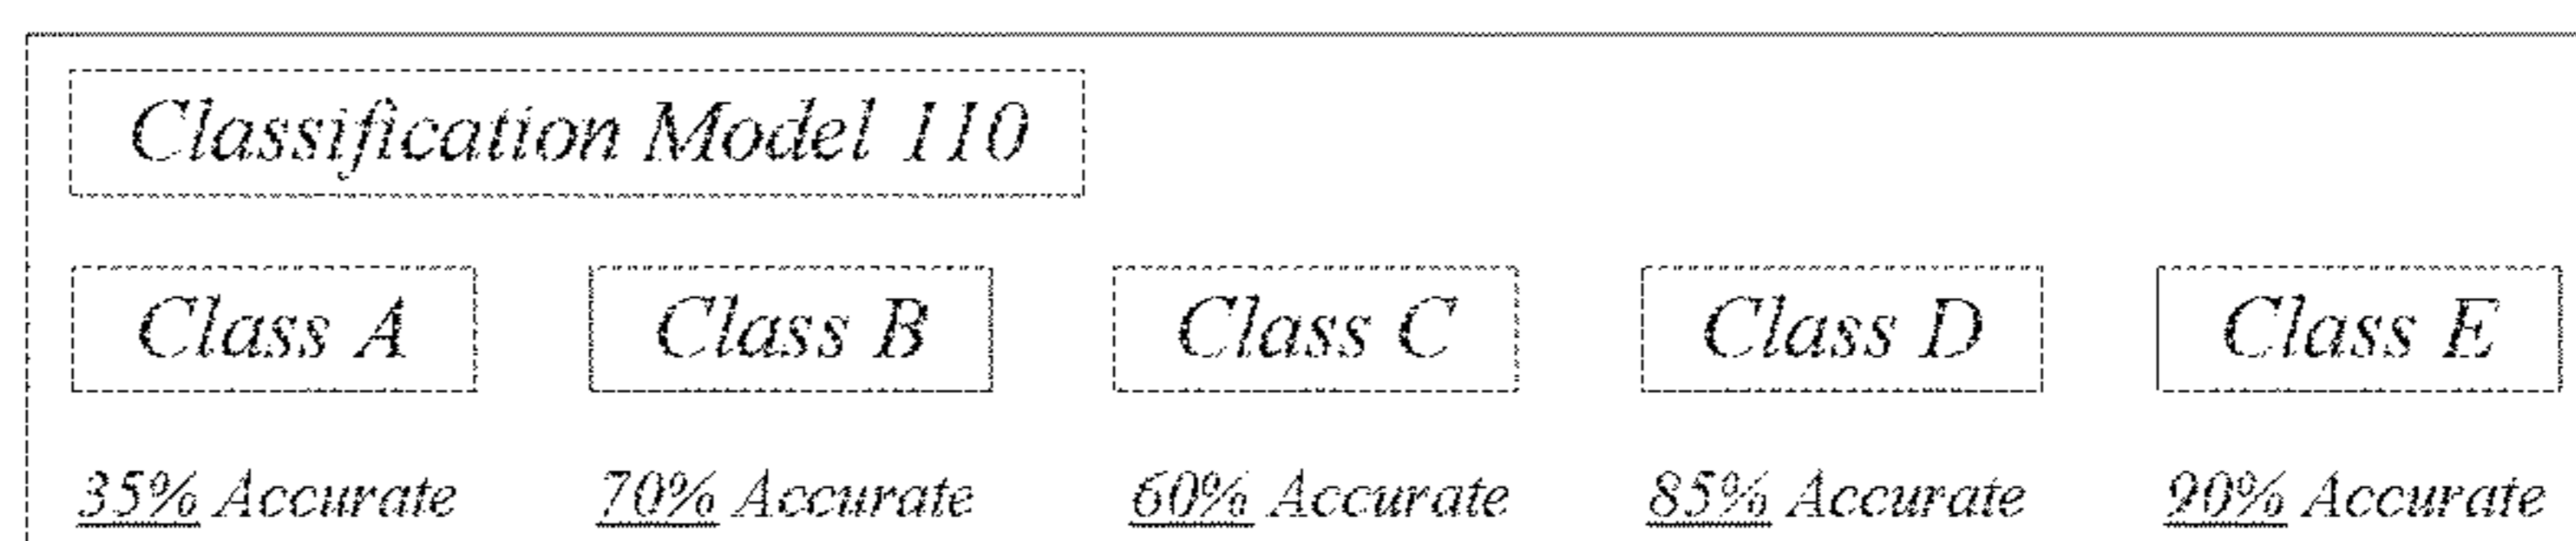 Classification Model 110
Class A Class B Class C Class D Class E
35% Accurate 70% Accurate 60% Accurate 85% Accurate 90% Accurate